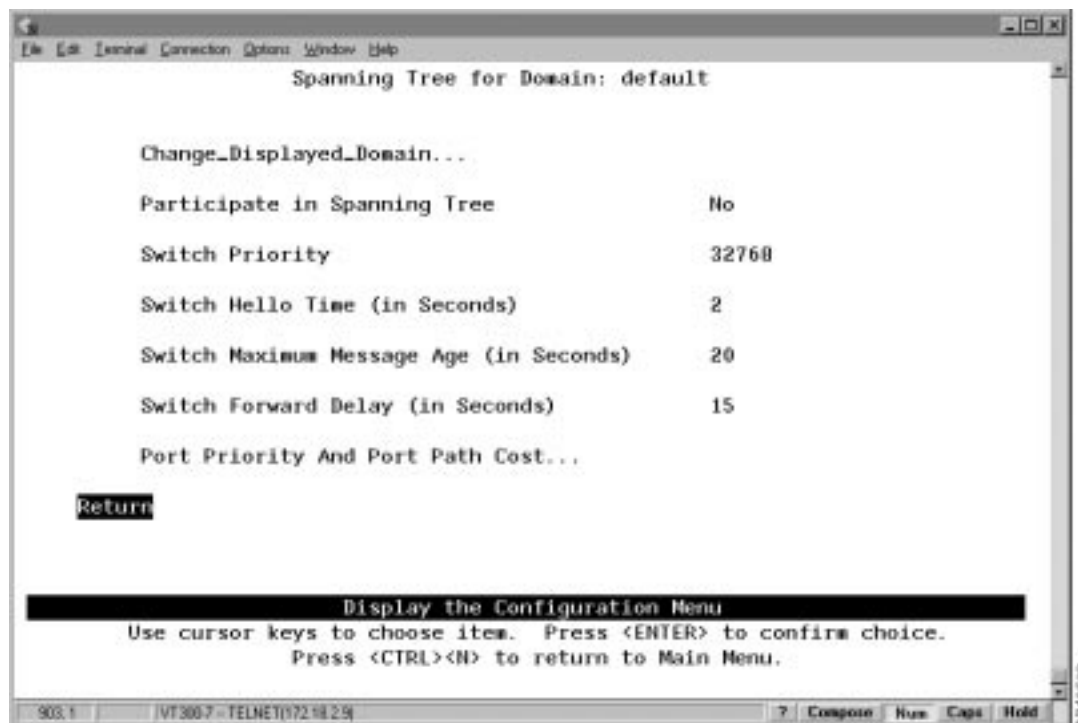 File Edit Terminal Connection Options Window Help
Spanning Tree for Domain: default
Change_Displayed_Domain...
Participate in Spanning Tree No
Switch Priority 32768
Switch Hello Time (in Seconds) 2
Switch Maximum Message Age (in Seconds) 20
Switch Forward Delay (in Seconds) 15
Port Priority And Port Path Cost...
Return
Display the Configuration Menu
Use cursor keys to choose item. Press <ENTER> to confirm choice.
Press <CTRL><N> to return to Main Menu.
903, 1 VT300-7 - TELNET(172.18.2.9) ? Compose Num Caps Hold